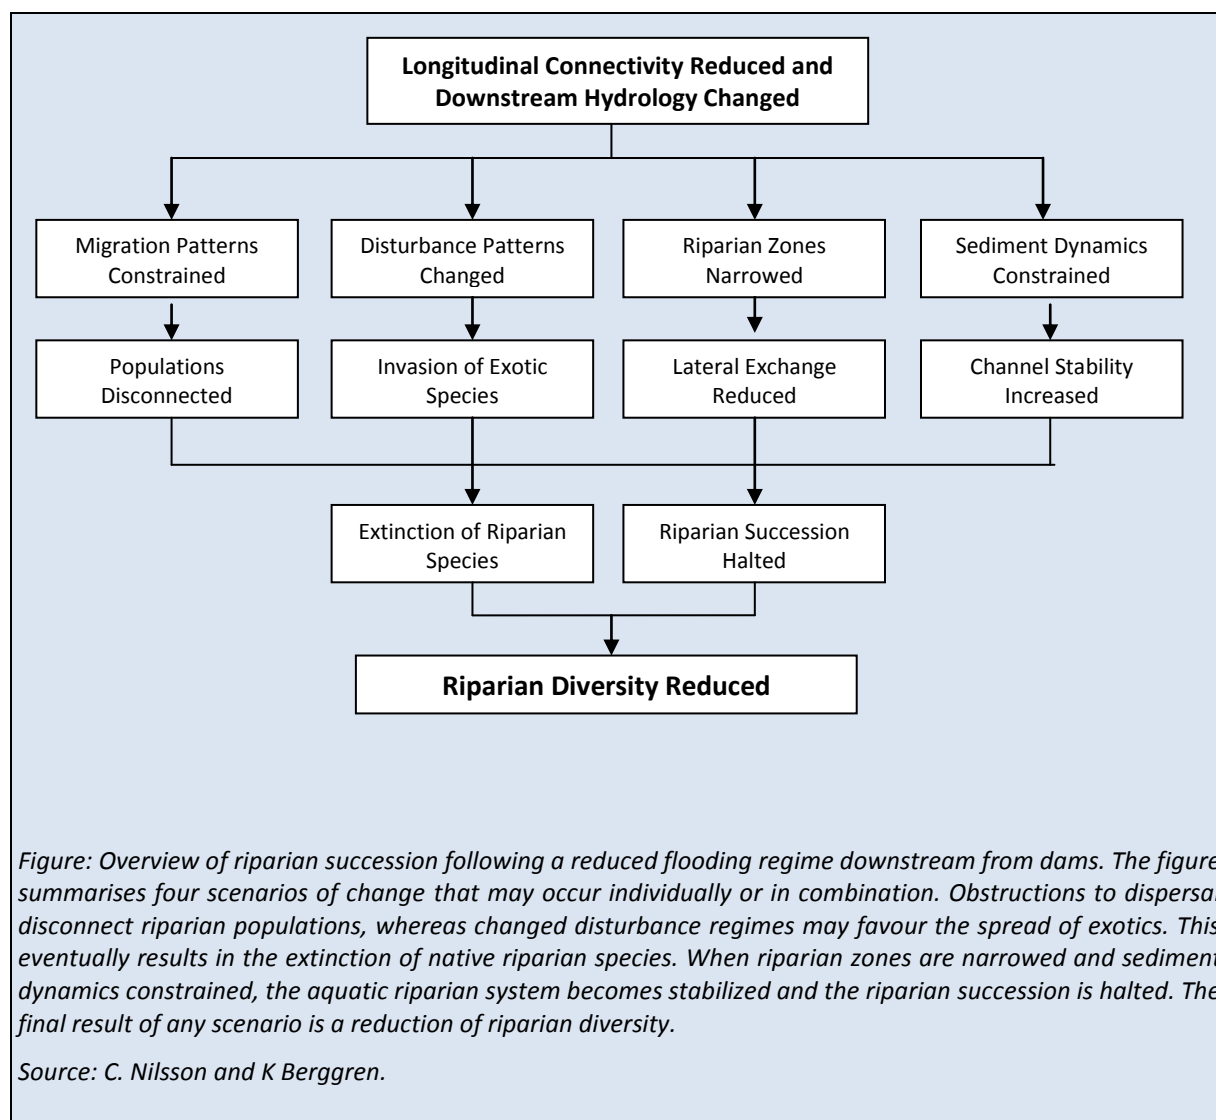 Longitudinal Connectivity Reduced and
Downstream Hydrology Changed
Migration Patterns
Constrained
Disturbance Patterns
Changed
Riparian Zones
Narrowed
Sediment Dynamics
Constrained
Populations
Disconnected
Invasion of Exotic
Species
Lateral Exchange
Reduced
Channel Stability
Increased
Extinction of Riparian
Species
Riparian Succession
Halted
Riparian Diversity Reduced
Figure: Overview of riparian succession following a reduced flooding regime downstream from dams. The figure
summarises four scenarios of change that may occur individually or in combination. Obstructions to dispersal
disconnect riparian populations, whereas changed disturbance regimes may favour the spread of exotics. This
eventually results in the extinction of native riparian species. When riparian zones are narrowed and sediment
dynamics constrained, the aquatic riparian system becomes stabilized and the riparian succession is halted. The
final result of any scenario is a reduction of riparian diversity.
Source: C. Nilsson and K Berggren.